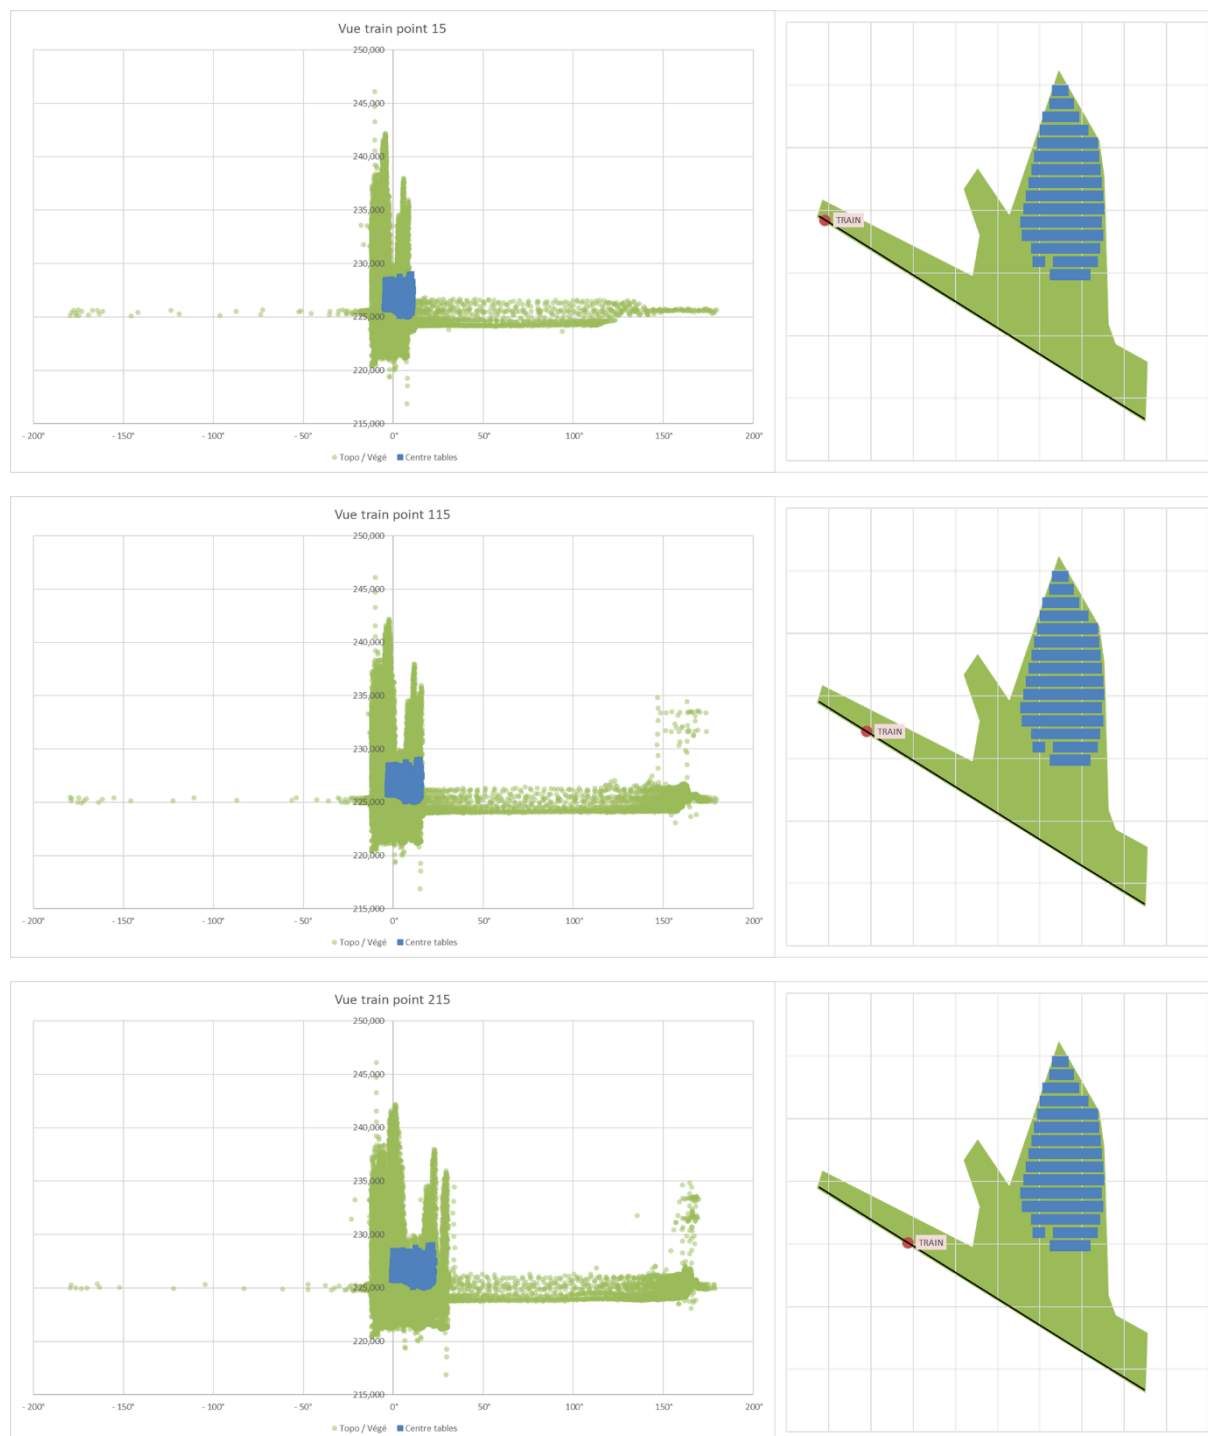 Vue train point 15
250,000
245,000
240,000
235,000
230,000
225,000
220,000
215,000
- 200° - 150° - 100° - 50° 0° 50° 100° 150° 200°
Topo / Végé Centre tables
TRAIN
Vue train point 115
250,000
245,000
240,000
235,000
230,000
225,000
220,000
215,000
- 200° - 150° - 100° - 50° 0° 50° 100° 150° 200°
Topo / Végé Centre tables
TRAIN
Vue train point 215
250,000
245,000
240,000
235,000
230,000
225,000
220,000
215,000
- 200° - 150° - 100° - 50° 0° 50° 100° 150° 200°
Topo / Végé Centre tables
TRAIN